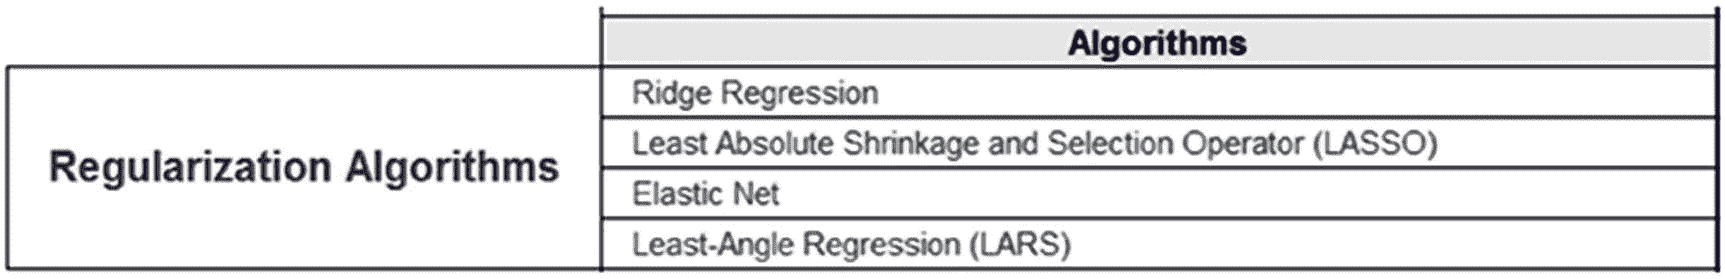 Algorithms
Regularization Algorithms
Ridge Regression
Least Absolute Shrinkage and Selection Operator (LASSO)
Elastic Net
Least-Angle Regression (LARS)